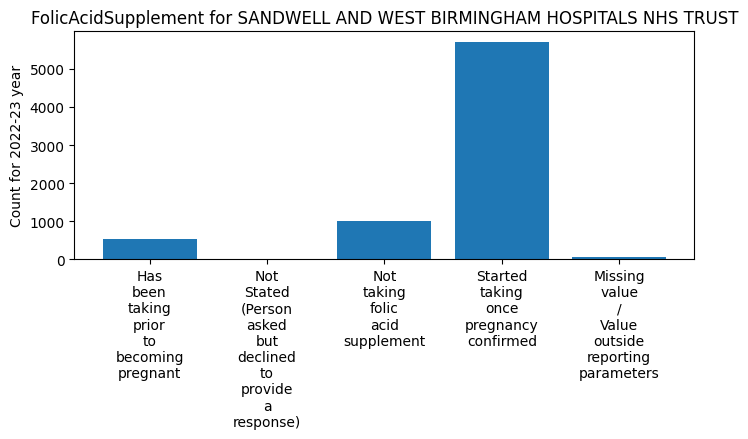 FolicAcidSupplement for SANDWELL AND WEST BIRMINGHAM HOSPITALS NHS TRUST
Count for 2022-23 year
5000
4000
3000
2000
1000
0
Has
been
taking
prior
to
becoming
pregnant
Not
Stated
(Person
asked
but
declined
to
provide
a
response)
Not
taking
folic
acid
supplement
Started
taking
once
pregnancy
confirmed
Missing
value
/
Value
outside
reporting
parameters